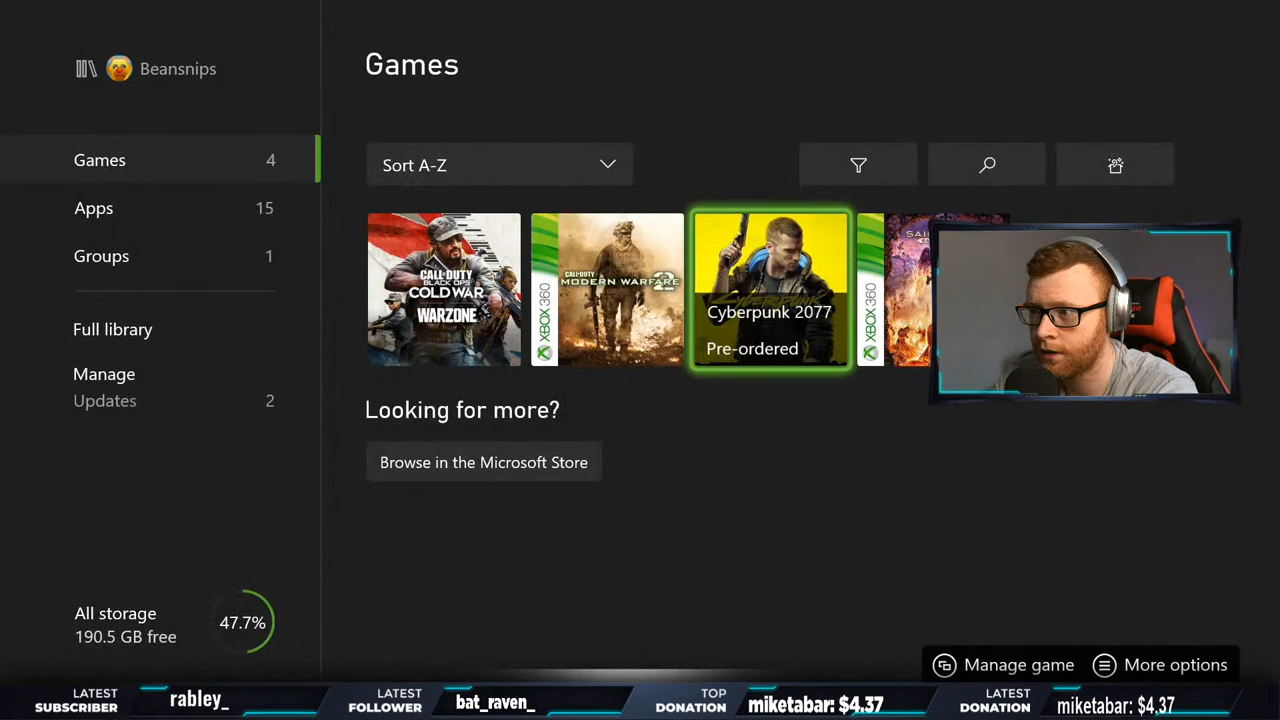 Beansnips
Games 4
Apps 15
Groups 1
Full library
Manage
Updates 2
All storage
190.5 GB free
47.7%
Games
Sort A-Z
CALL OF DUTY
BLACK OPS
COLD WAR
WARZONE
XBOX 360
CALL OF DUTY
MODERN WARFARE
2
CYBERPUNK
Cyberpunk 2077
Pre-ordered
XBOX 360
Looking for more?
Browse in the Microsoft Store
Manage game
More options
LATEST
SUBSCRIBER
rabley_
LATEST
FOLLOWER
bat_raven_
TOP
DONATION
miketabar: $4.37
LATEST
DONATION
miketabar: $4.37